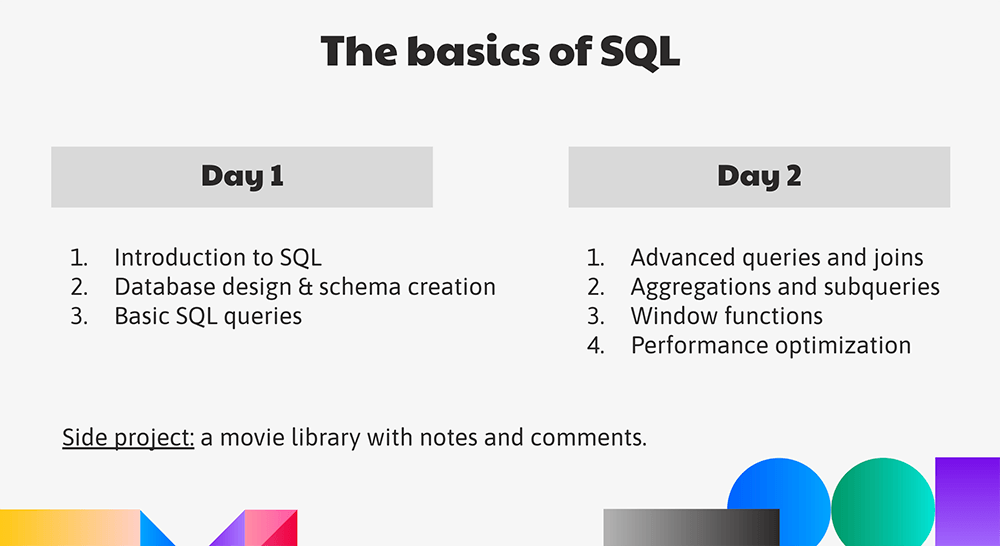 The basics of SQL
Day 1
1. Introduction to SQL
2. Database design & schema creation
3. Basic SQL queries
Day 2
1. Advanced queries and joins
2. Aggregations and subqueries
3. Window functions
4. Performance optimization
Side project: a movie library with notes and comments.